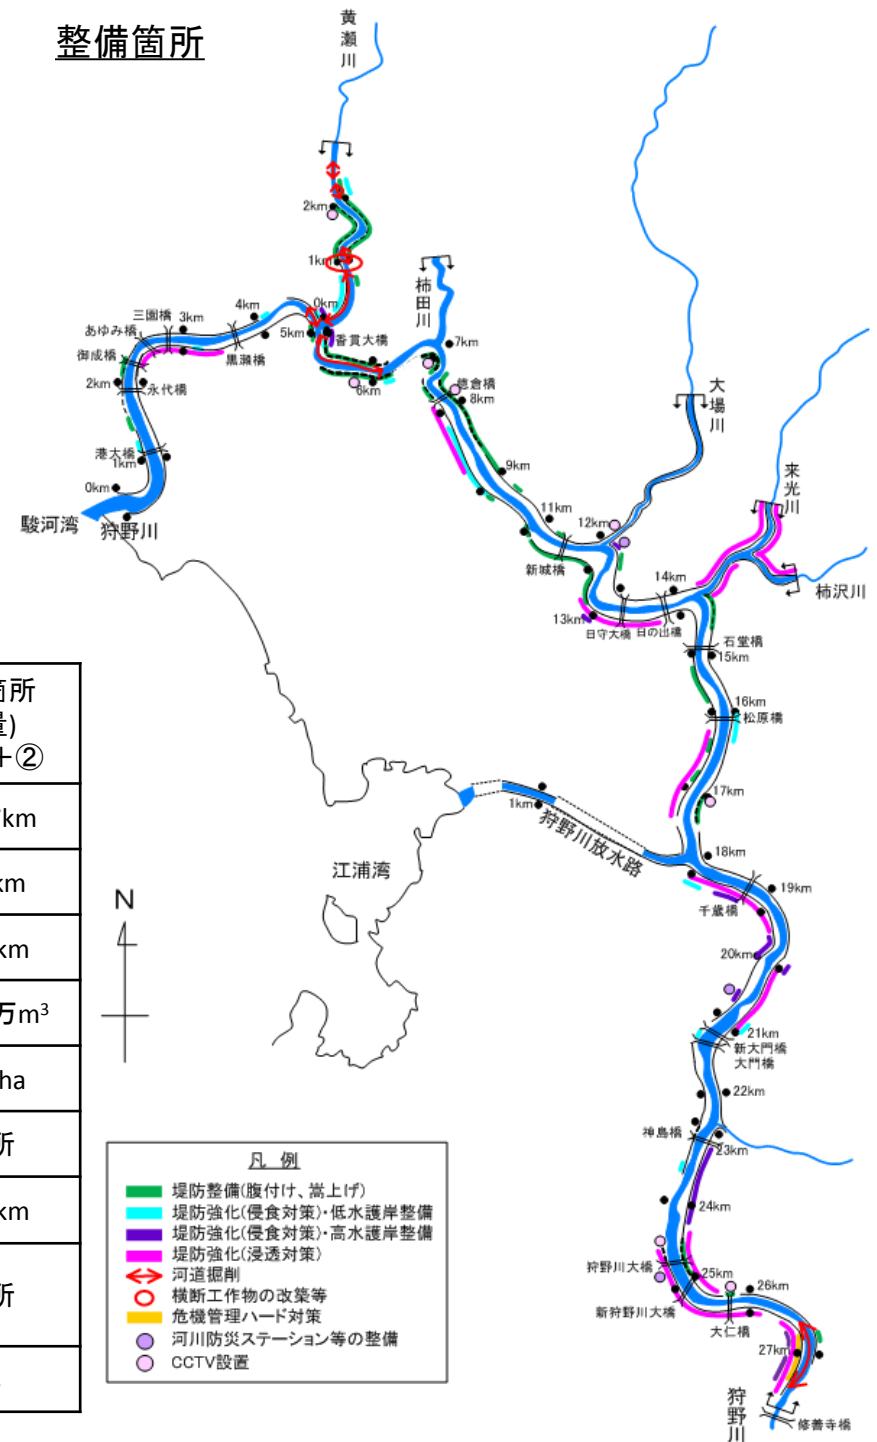 整備箇所
黄瀬川
2km
1km
0km
柿田川
三園橋
3km
4km
あゆみ橋
御成橋
黒瀬橋
5km
香貫大橋
6km
7km
徳倉橋
8km
2km
永代橋
港大橋
1km
0km
駿河湾
狩野川
9km
11km
12km
新城橋
大場川
来光川
柿沢川
13km
日守大橋
日の出橋
14km
石堂橋
15km
16km
松原橋
17km
1km
狩野川放水路
18km
江浦湾
千歳橋
19km
20km
21km
新大門橋
大門橋
22km
神島橋
23km
24km
狩野川大橋
25km
新狩野川大橋
26km
大仁橋
27km
狩野川
修善寺橋
N
箇所
量)
+②
km
km
km
万m³
ha
所
km
所
凡 例
堤防整備(腹付け、嵩上げ)
堤防強化(侵食対策)・低水護岸整備
堤防強化(侵食対策)・高水護岸整備
堤防強化(浸透対策)
河道掘削
横断工作物の改築等
危機管理ハード対策
河川防災ステーション等の整備
CCTV設置